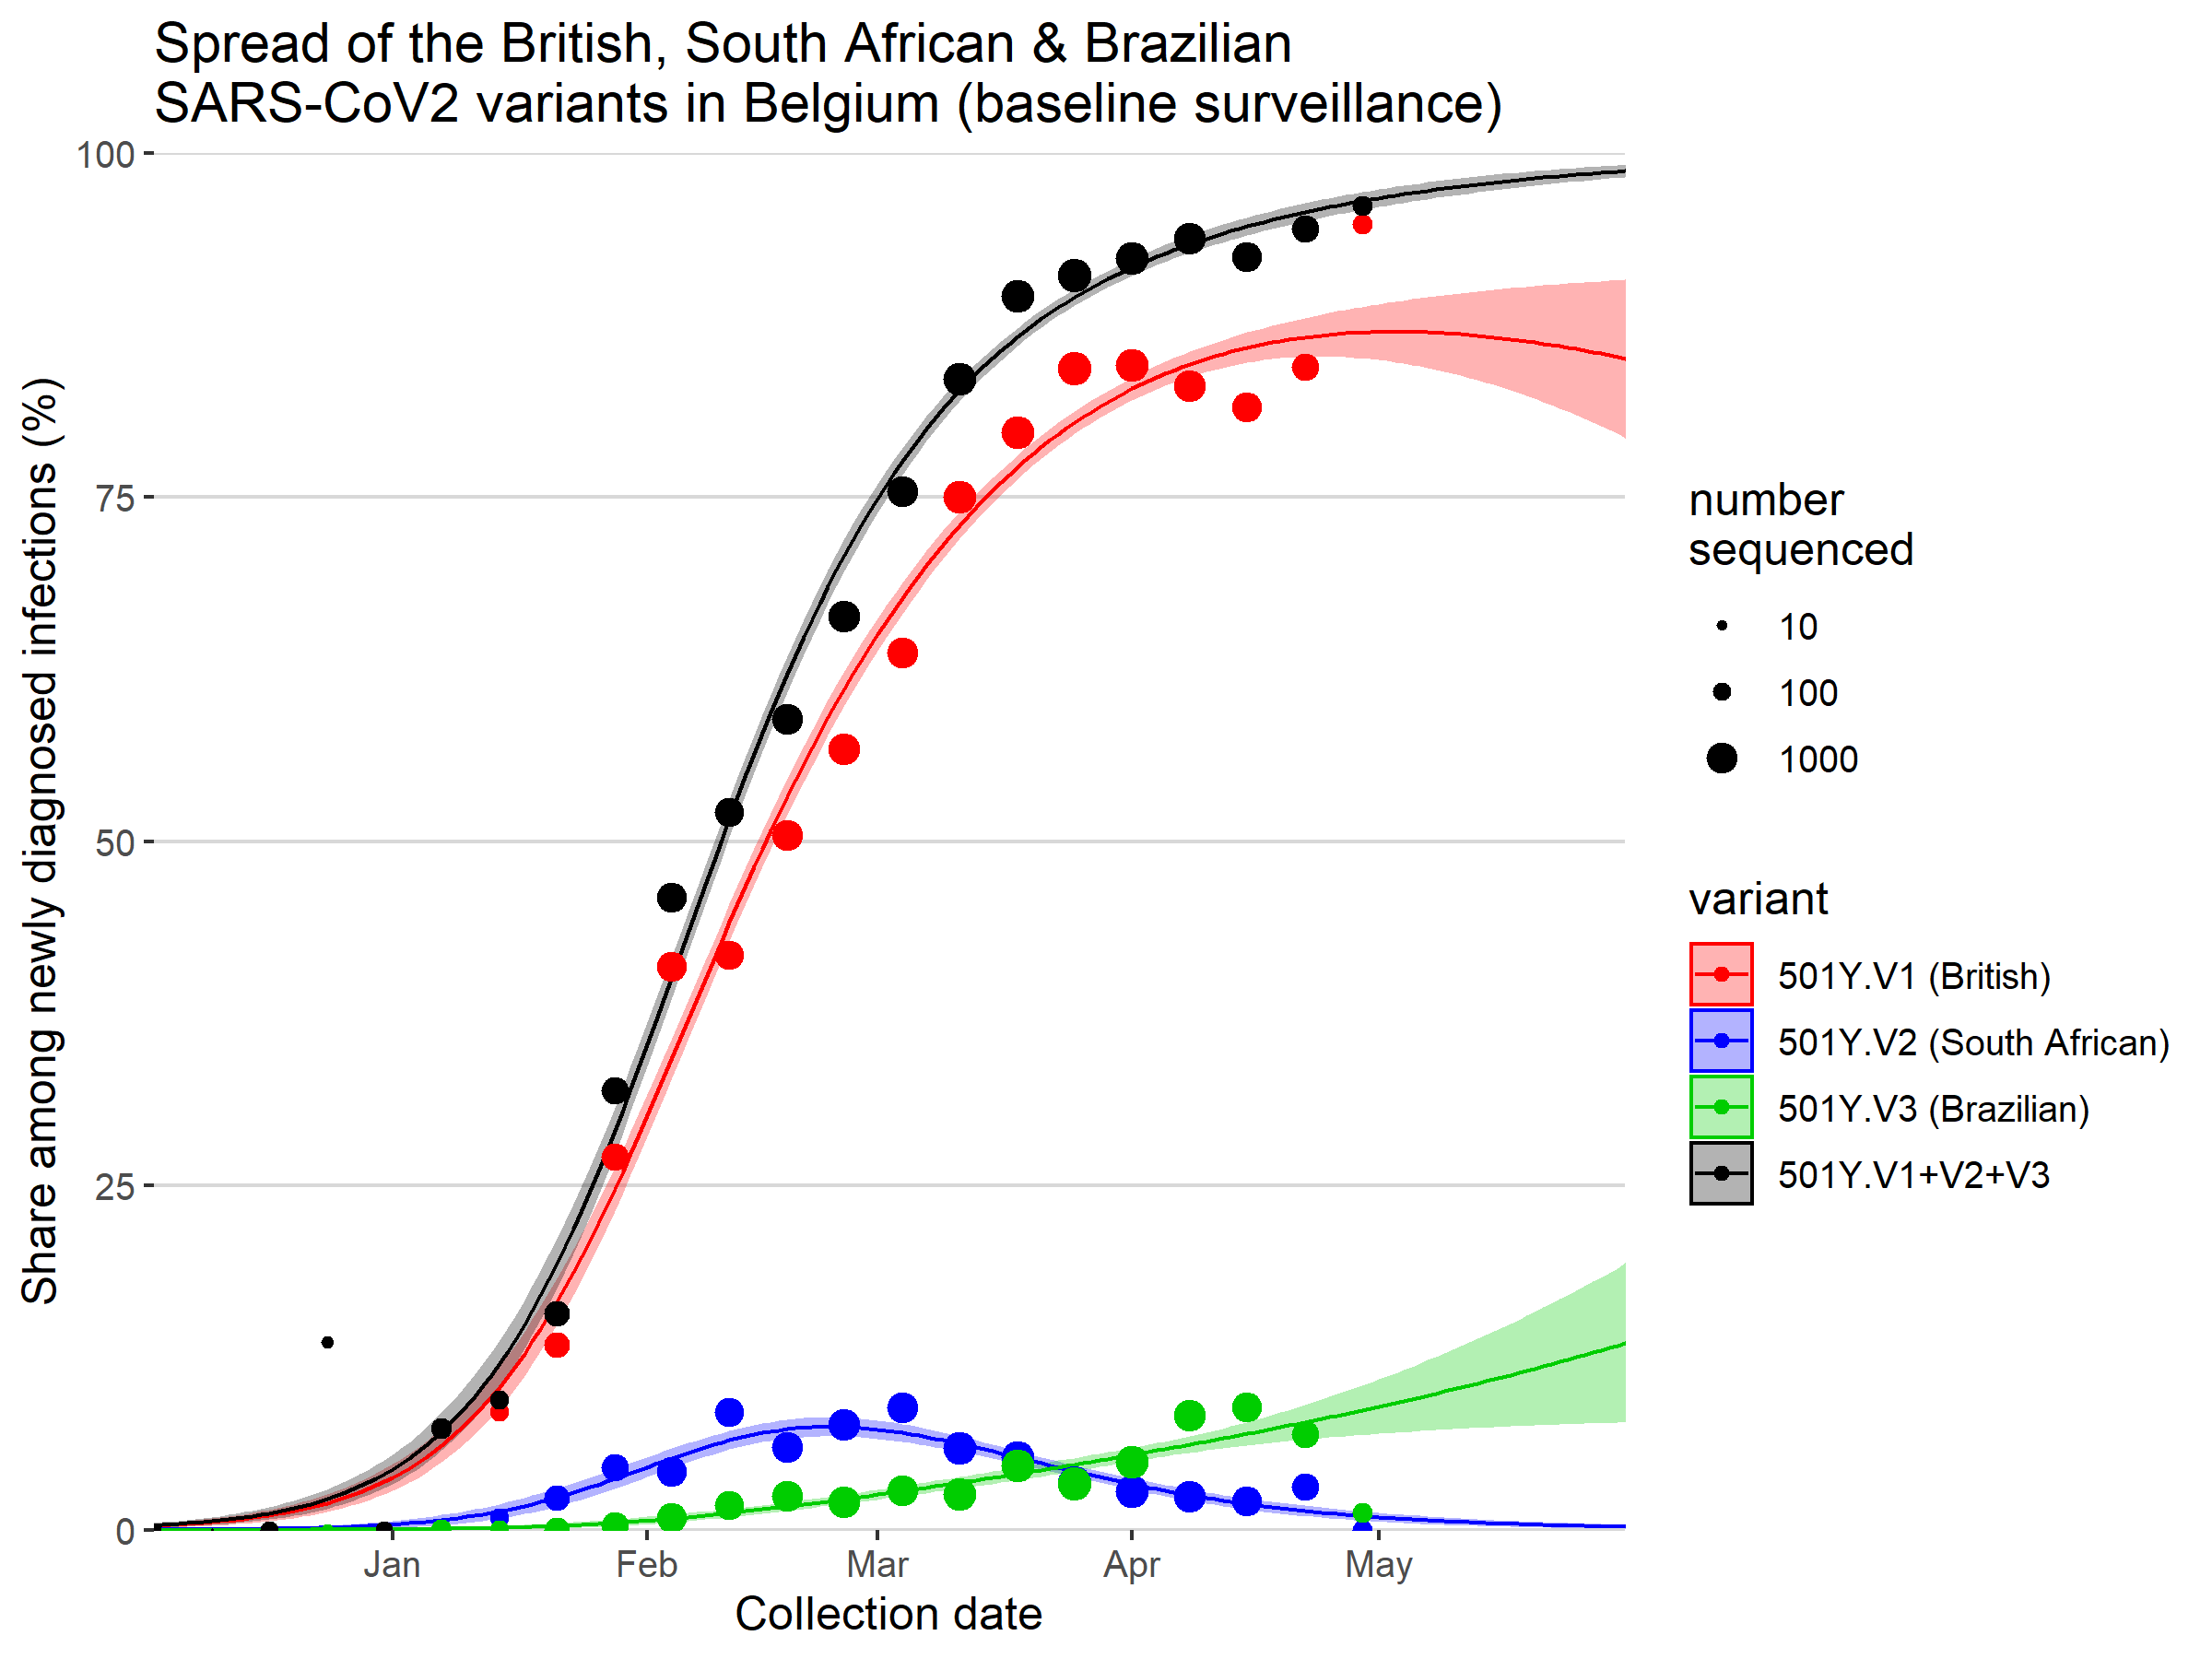 Spread of the British, South African & Brazilian
SARS-CoV2 variants in Belgium (baseline surveillance)
Share among newly diagnosed infections (%)
100
75
50
25
0
Jan
Feb
Mar
Apr
May
Collection date
number
sequenced
10
100
1000
variant
501Y.V1 (British)
501Y.V2 (South African)
501Y.V3 (Brazilian)
501Y.V1+V2+V3